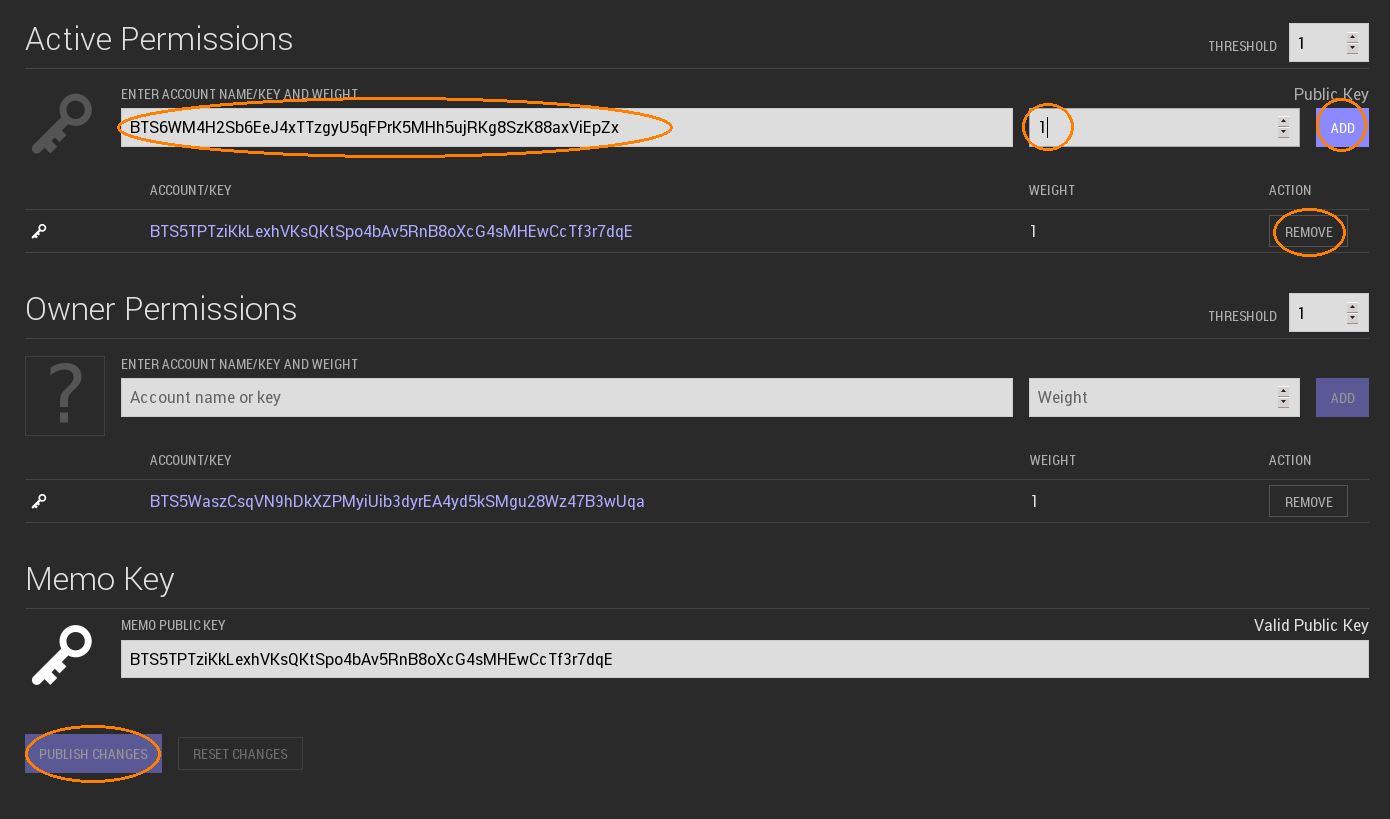 Active Permissions
THRESHOLD 1
ENTER ACCOUNT NAME/KEY AND WEIGHT Public Key
BTS6WM4H2Sb6EeJ4xTTzgyU5qFPrK5MHh5ujRKg8SzK88axViEpZx 1 ADD
ACCOUNT/KEY WEIGHT ACTION
BTS5TPTziKkLexhVKsQKtSpo4bAv5RnB8oXcG4sMHEwCcTf3r7dqE 1 REMOVE
Owner Permissions
THRESHOLD 1
ENTER ACCOUNT NAME/KEY AND WEIGHT
Account name or key Weight ADD
ACCOUNT/KEY WEIGHT ACTION
BTS5WaszCsqVN9hDkXZPMyiUib3dyrEA4yd5kSMgu28Wz47B3wUqa 1 REMOVE
Memo Key
MEMO PUBLIC KEY Valid Public Key
BTS5TPTziKkLexhVKsQKtSpo4bAv5RnB8oXcG4sMHEwCcTf3r7dqE
PUBLISH CHANGES RESET CHANGES